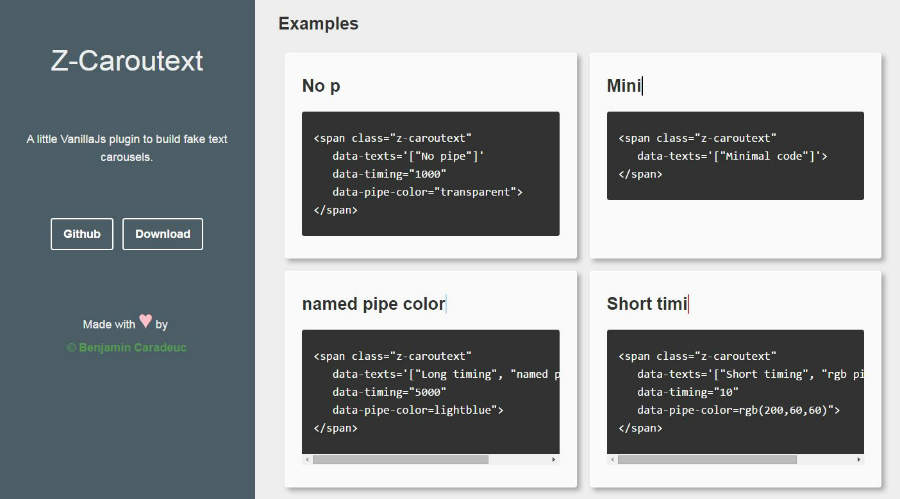 Z-Caroutext
A little VanillaJs plugin to build fake text
carousels.
Github
Download
Made with ♥ by
© Benjamin Caradeuc
Examples
No p
<span class="z-caroutext"
data-texts='["No pipe"]'
data-timing="1000"
data-pipe-color="transparent">
</span>
Mini
<span class="z-caroutext"
data-texts='["Minimal code"]'>
</span>
named pipe color
<span class="z-caroutext"
data-texts='["Long timing", "named p
data-timing="5000"
data-pipe-color=lightblue">
</span>
Short timi
<span class="z-caroutext"
data-texts='["Short timing", "rgb pi
data-timing="10"
data-pipe-color=rgb(200,60,60)">
</span>